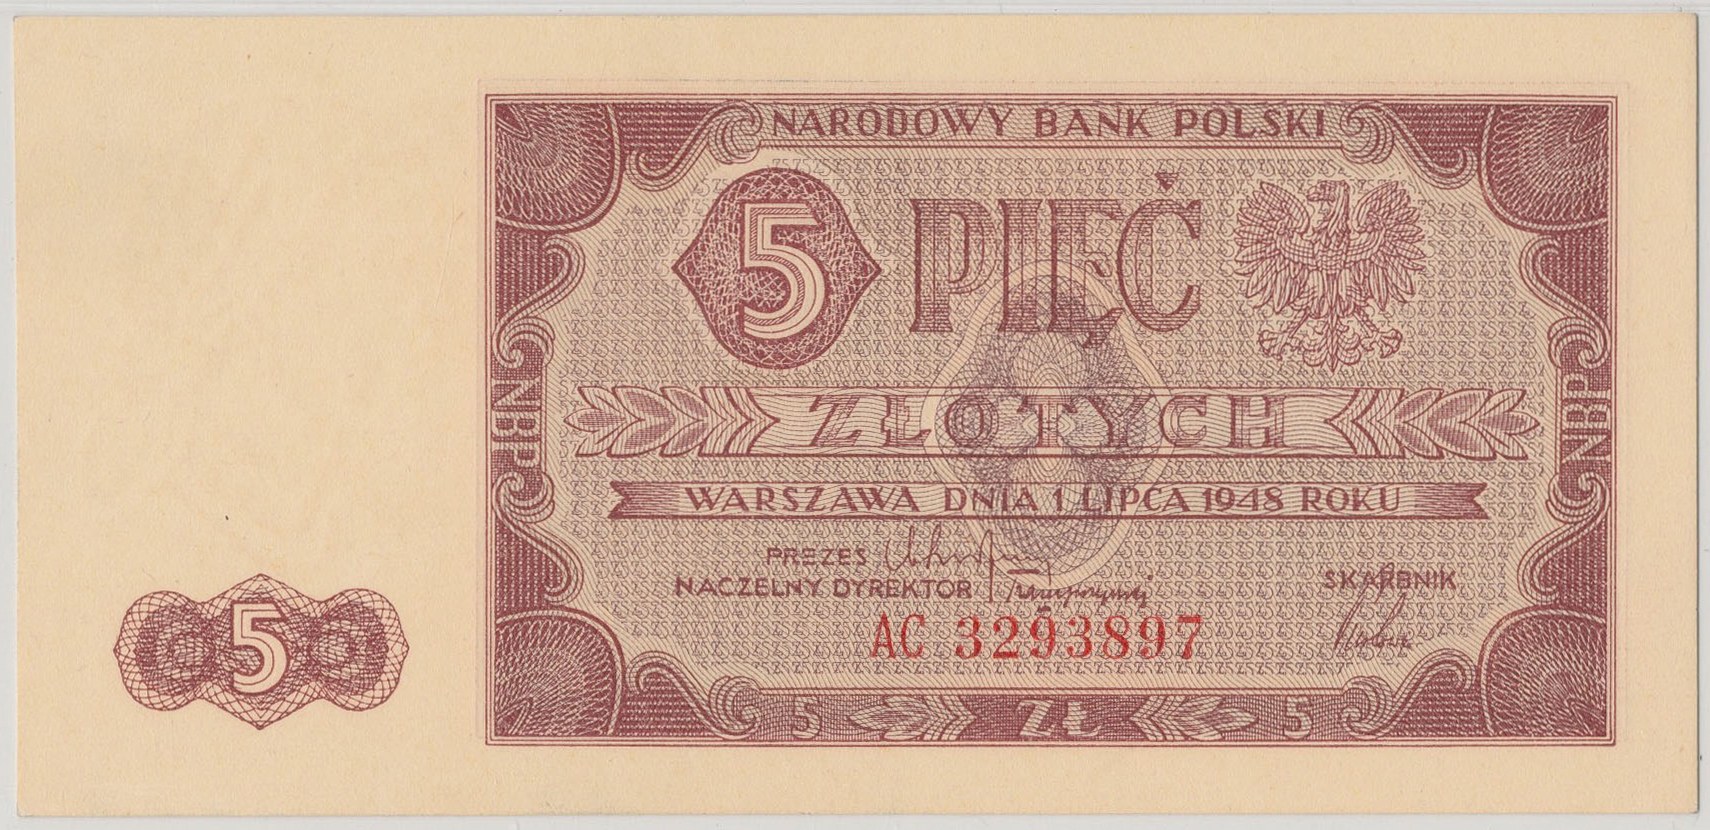 NARODOWY BANK POLSKI
5 PIĘĆ
ZŁOTYCH
NBP
NBP
WARSZAWA DNIA 1 LIPCA 1948 ROKU
PREZES
NACZELNY DYREKTOR
SKARBNIK
AC 3293897
5
5 ZŁ 5